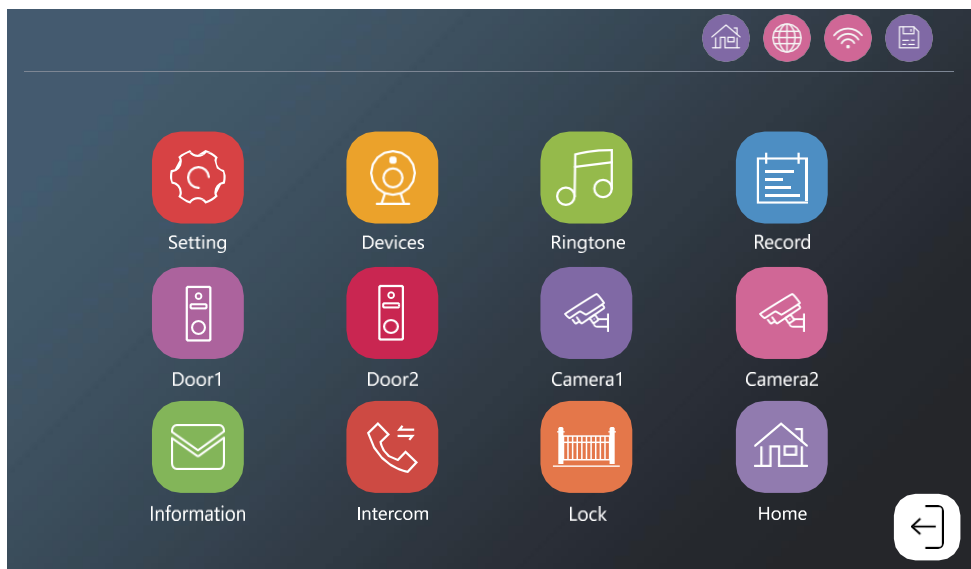 Setting Devices Ringtone Record
Door1 Door2 Camera1 Camera2
Information Intercom Lock Home